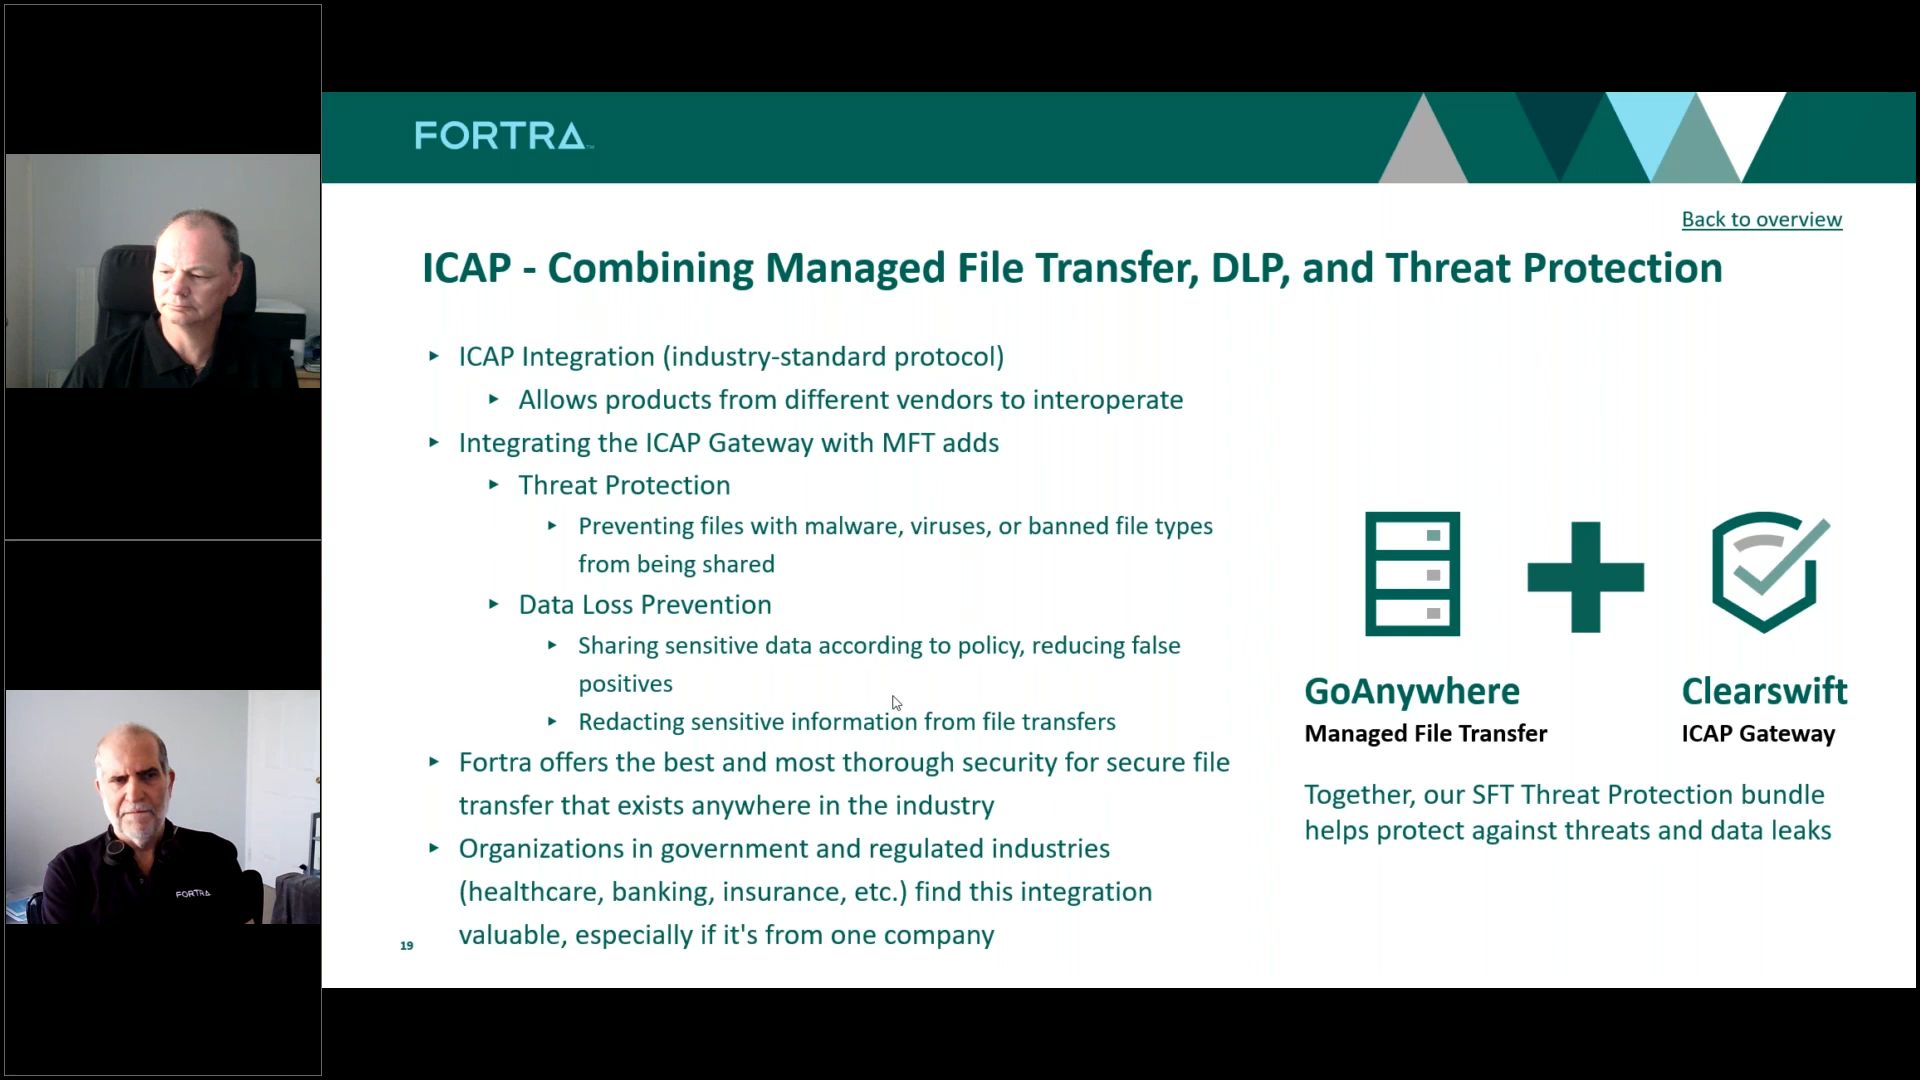 FORTRA™
Back to overview
ICAP - Combining Managed File Transfer, DLP, and Threat Protection
ICAP Integration (industry-standard protocol)
Allows products from different vendors to interoperate
Integrating the ICAP Gateway with MFT adds
Threat Protection
Preventing files with malware, viruses, or banned file types
from being shared
Data Loss Prevention
Sharing sensitive data according to policy, reducing false
positives
Redacting sensitive information from file transfers
Fortra offers the best and most thorough security for secure file
transfer that exists anywhere in the industry
Organizations in government and regulated industries
(healthcare, banking, insurance, etc.) find this integration
valuable, especially if it's from one company
GoAnywhere
Managed File Transfer
Clearswift
ICAP Gateway
Together, our SFT Threat Protection bundle
helps protect against threats and data leaks
19
FORTRA